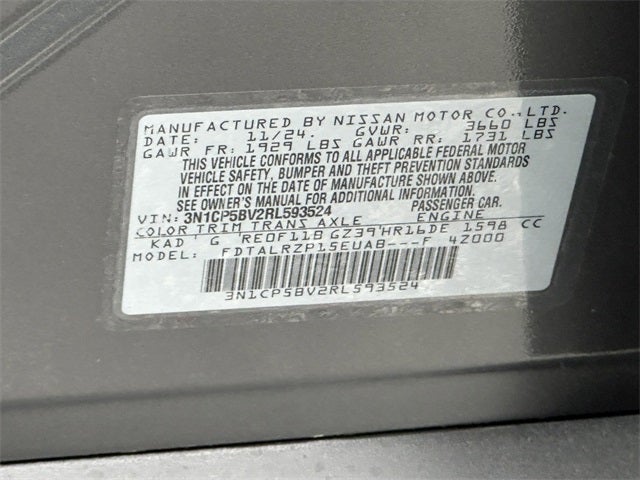 MANUFACTURED BY NISSAN MOTOR CO., LTD.
DATE: 11/24. GVWR: 3660 LBS
GAWR FR: 1929 LBS GAWR RR: 1731 LBS
THIS VEHICLE CONFORMS TO ALL APPLICABLE FEDERAL MOTOR
VEHICLE SAFETY, BUMPER AND THEFT PREVENTION STANDARDS
IN EFFECT ON THE DATE OF MANUFACTURE SHOWN ABOVE.
SEE OWNER'S MANUAL FOR ADDITIONAL INFORMATION.
VIN: 3N1CP5BV2RL593524 PASSENGER CAR.
COLOR TRIM TRANS AXLE ENGINE
KAD G RE0F11B GZ39 HR16DE 1598 CC
MODEL: FDTALRZP15EUAB---F 4Z000
3N1CP5BV2RL593524